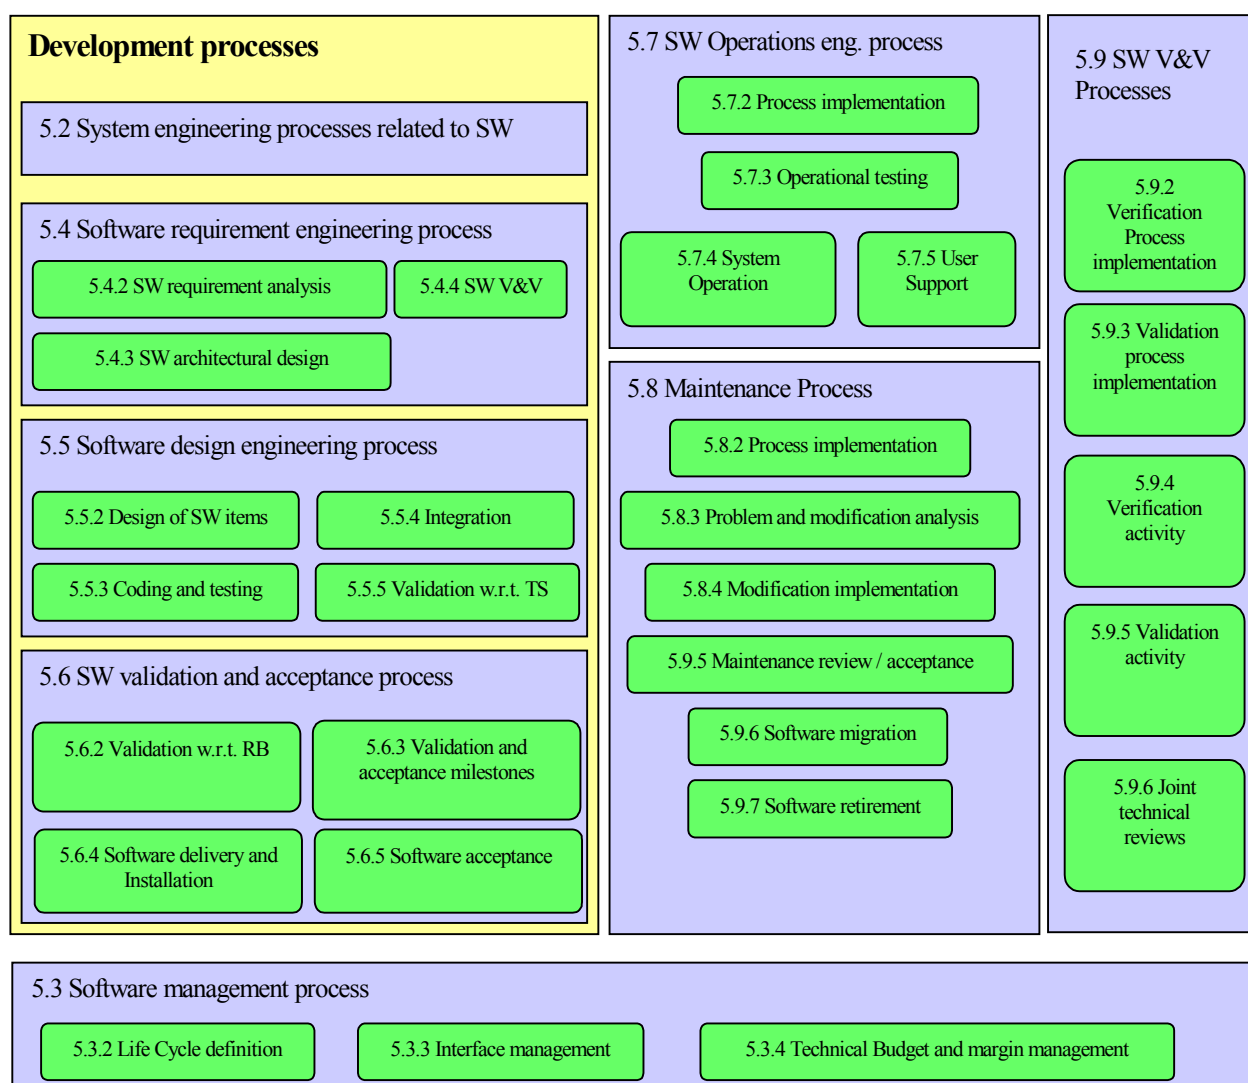 Development processes
5.2 System engineering processes related to SW
5.4 Software requirement engineering process
5.4.2 SW requirement analysis
5.4.4 SW V&V
5.4.3 SW architectural design
5.5 Software design engineering process
5.5.2 Design of SW items
5.5.4 Integration
5.5.3 Coding and testing
5.5.5 Validation w.r.t. TS
5.6 SW validation and acceptance process
5.6.2 Validation w.r.t. RB
5.6.3 Validation and
acceptance milestones
5.6.4 Software delivery and
Installation
5.6.5 Software acceptance
5.7 SW Operations eng. process
5.7.2 Process implementation
5.7.3 Operational testing
5.7.4 System
Operation
5.7.5 User
Support
5.8 Maintenance Process
5.8.2 Process implementation
5.8.3 Problem and modification analysis
5.8.4 Modification implementation
5.9.5 Maintenance review / acceptance
5.9.6 Software migration
5.9.7 Software retirement
5.9 SW V&V
Processes
5.9.2
Verification
Process
implementation
5.9.3 Validation
process
implementation
5.9.4
Verification
activity
5.9.5 Validation
activity
5.9.6 Joint
technical
reviews
5.3 Software management process
5.3.2 Life Cycle definition
5.3.3 Interface management
5.3.4 Technical Budget and margin management